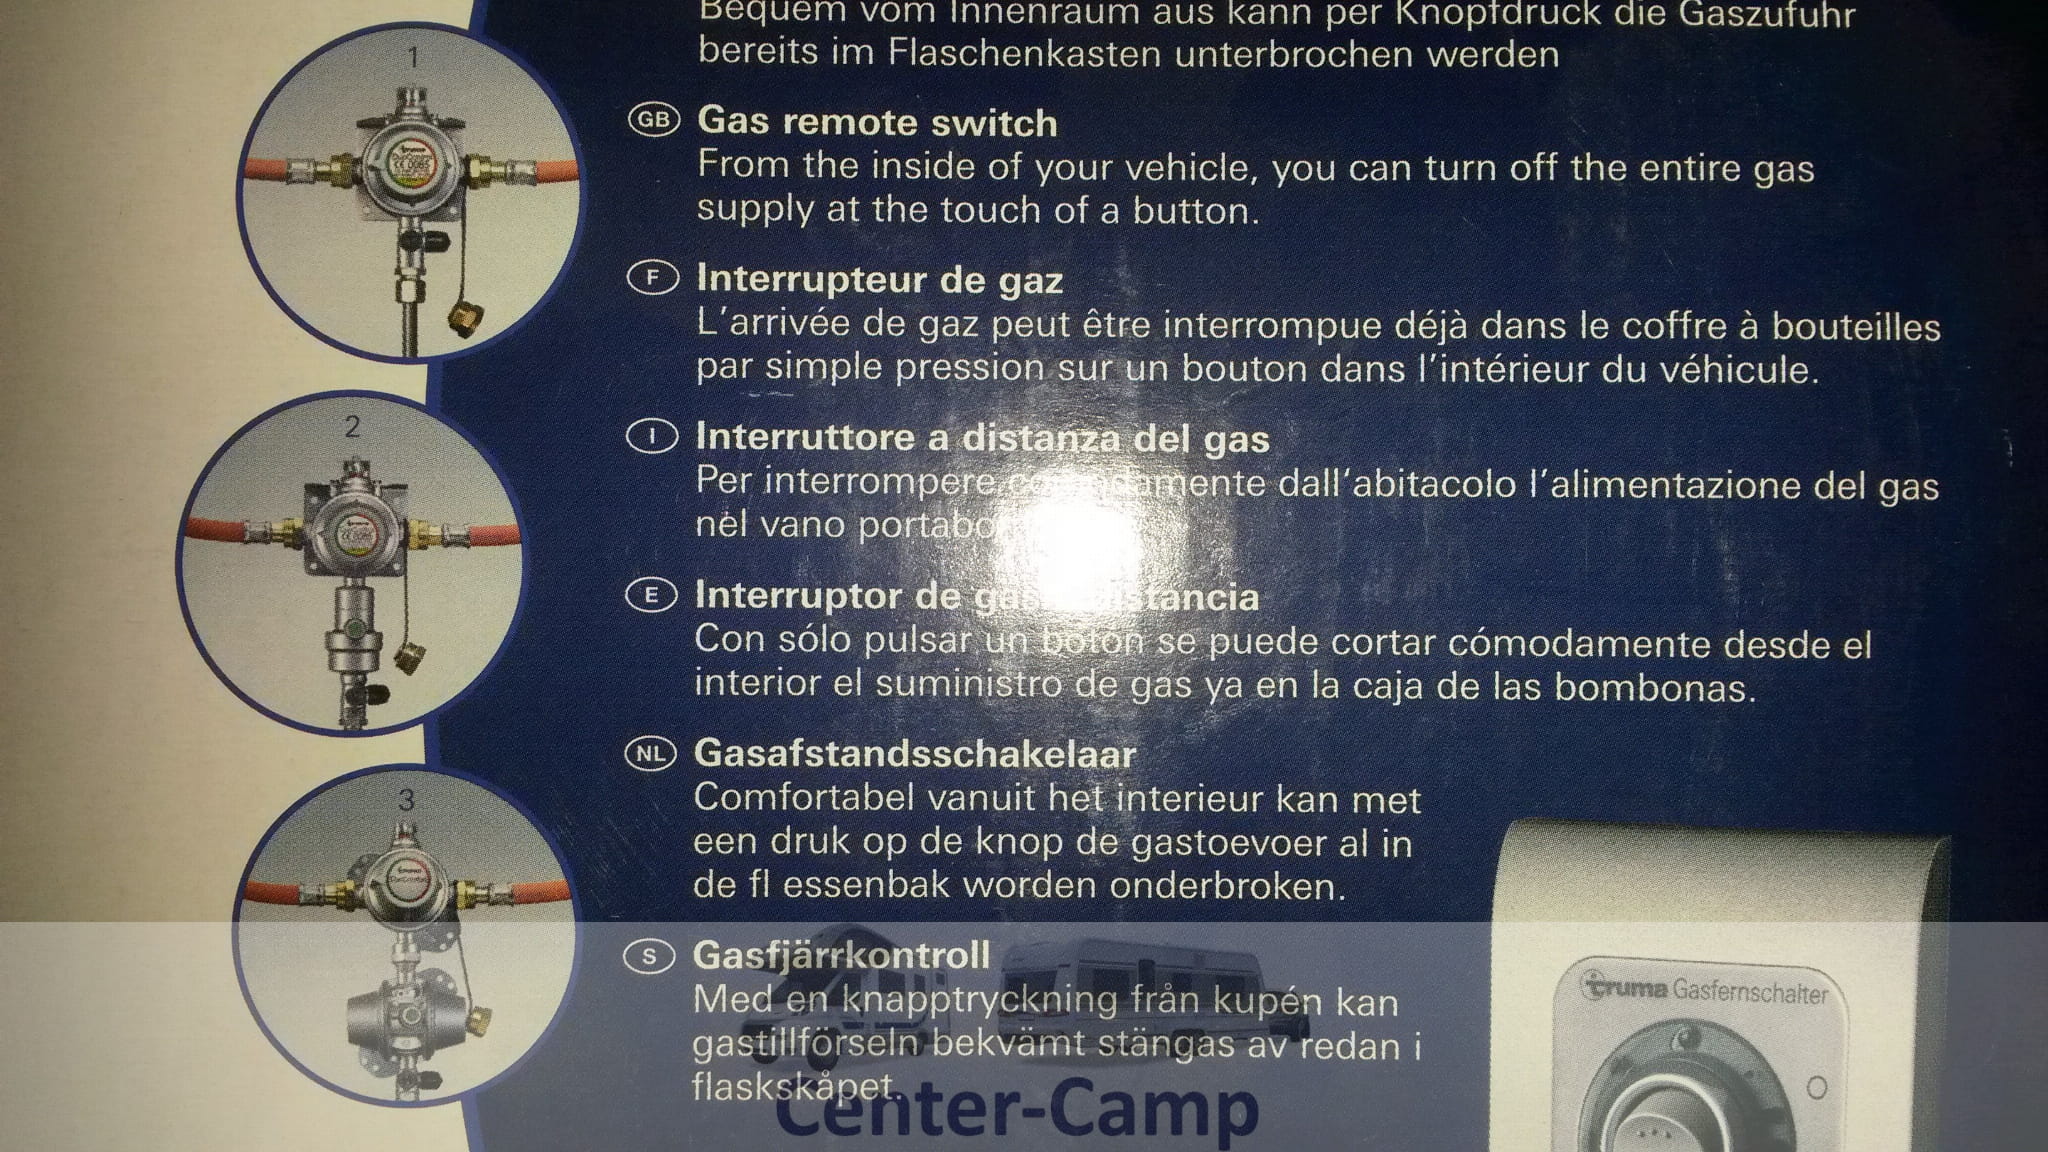 1
Bequem vom Innenraum aus kann per Knopfdruck die Gaszufuhr
bereits im Flaschenkasten unterbrochen werden
GB Gas remote switch
From the inside of your vehicle, you can turn off the entire gas
supply at the touch of a button.
F Interrupteur de gaz
L'arrivée de gaz peut être interrompue déjà dans le coffre à bouteilles
par simple pression sur un bouton dans l'intérieur du véhicule.
2
I Interruttore a distanza del gas
Per interrompere dall'abitacolo l'alimentazione del gas
nel vano
E Interruptor de
Con sólo pulsar un botón se puede cortar cómodamente desde el
interior el suministro de gas ya en la caja de las bombonas.
NL Gasafstandsschakelaar
Comfortabel vanuit het interieur kan met
een druk op de knop de gastoevoer al in
de fl essenbak worden onderbroken.
3
S Gasfjärrkontroll
Med en knapptryckning från kupén kan
gastillförseln bekvämt stängas av redan i
flaskskåpet.
truma Gasfernschalter
Center-Camp